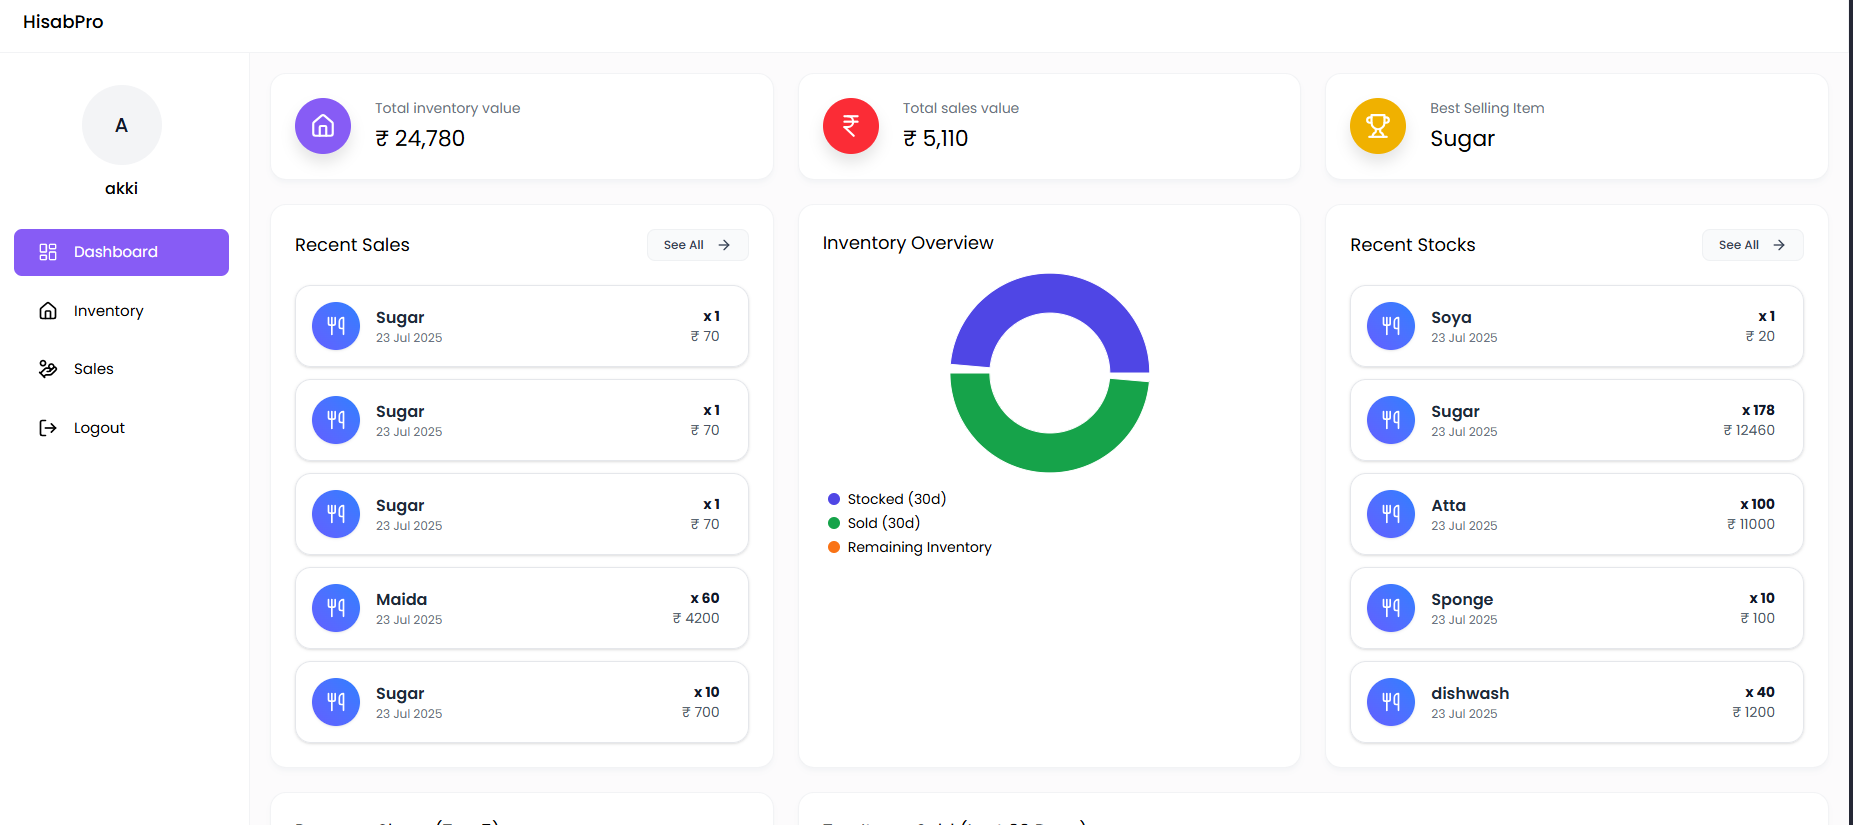 HisabPro
A
akki
Dashboard
Inventory
Sales
Logout
Total inventory value
₹ 24,780
Total sales value
₹ 5,110
Best Selling Item
Sugar
Recent Sales
See All
Sugar
23 Jul 2025
x 1
₹ 70
Sugar
23 Jul 2025
x 1
₹ 70
Sugar
23 Jul 2025
x 1
₹ 70
Maida
23 Jul 2025
x 60
₹ 4200
Sugar
23 Jul 2025
x 10
₹ 700
Inventory Overview
Stocked (30d)
Sold (30d)
Remaining Inventory
Recent Stocks
See All
Soya
23 Jul 2025
x 1
₹ 20
Sugar
23 Jul 2025
x 178
₹ 12460
Atta
23 Jul 2025
x 100
₹ 11000
Sponge
23 Jul 2025
x 10
₹ 100
dishwash
23 Jul 2025
x 40
₹ 1200